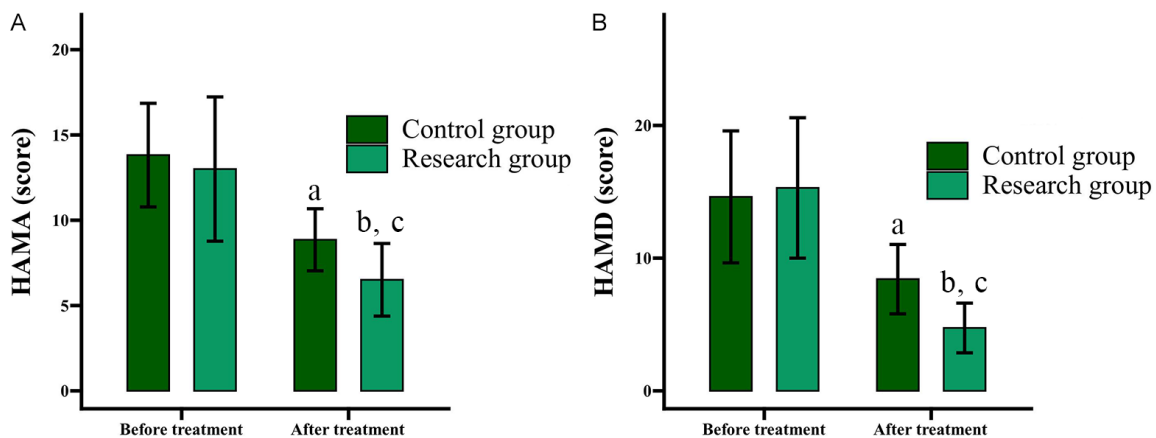 A
HAMA (score)
20
15
10
5
0
Control group
Research group
a
b, c
Before treatment
After treatment
B
HAMD (score)
20
10
0
Control group
Research group
a
b, c
Before treatment
After treatment